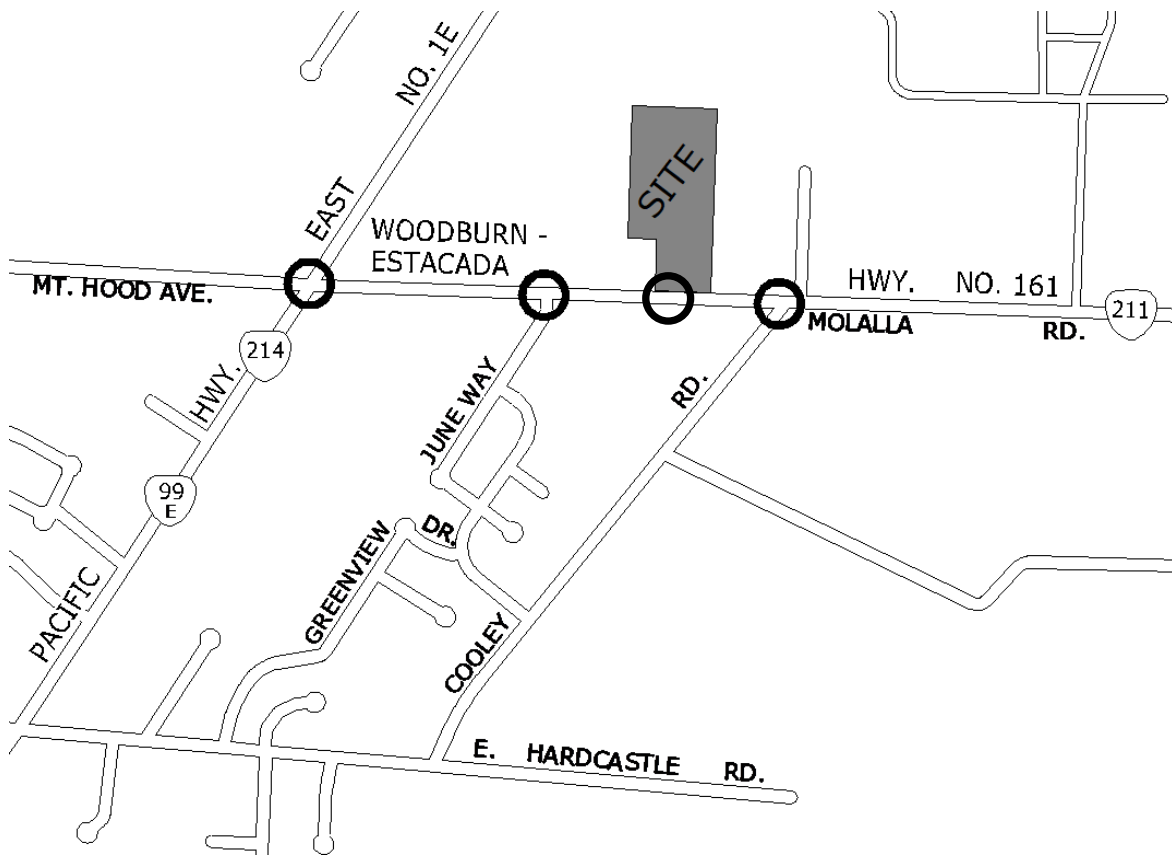 NO. 1E
EAST
SITE
WOODBURN -
ESTACADA
MT. HOOD AVE.
HWY. NO. 161
211
MOLALLA RD.
214
HWY.
RD.
JUNE WAY
99
E
DR.
GREENVIEW
PACIFIC
COOLEY
E. HARDCASTLE RD.